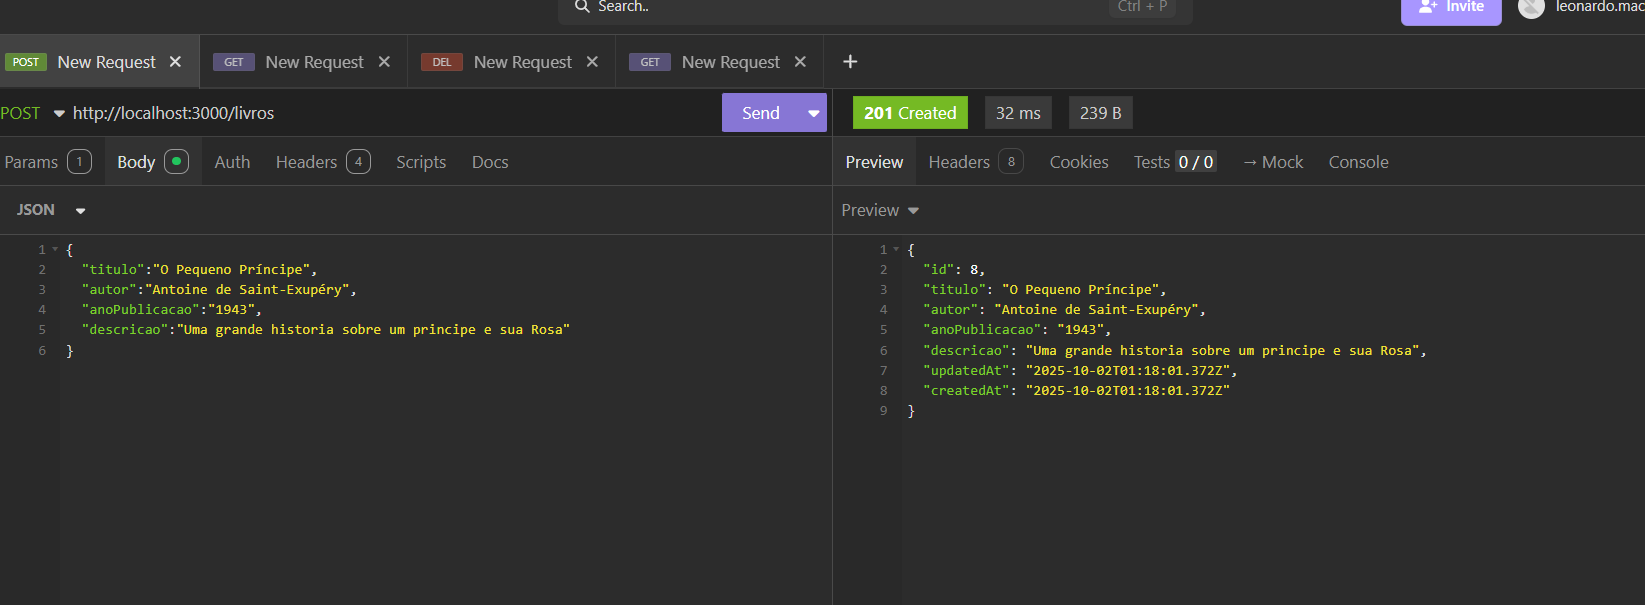 Search.. Ctrl + P Invite leonardo.mac
POST New Request × GET New Request × DEL New Request × GET New Request × +
POST http://localhost:3000/livros Send 201 Created 32 ms 239 B
Params 1 Body Auth Headers 4 Scripts Docs
Preview Headers 8 Cookies Tests 0 / 0 → Mock Console
JSON
1 {
2 "titulo":"O Pequeno Príncipe",
3 "autor":"Antoine de Saint-Exupéry",
4 "anoPublicacao":"1943",
5 "descricao":"Uma grande historia sobre um principe e sua Rosa"
6 }
Preview
1 {
2 "id": 8,
3 "titulo": "O Pequeno Príncipe",
4 "autor": "Antoine de Saint-Exupéry",
5 "anoPublicacao": "1943",
6 "descricao": "Uma grande historia sobre um principe e sua Rosa",
7 "updatedAt": "2025-10-02T01:18:01.372Z",
8 "createdAt": "2025-10-02T01:18:01.372Z"
9 }